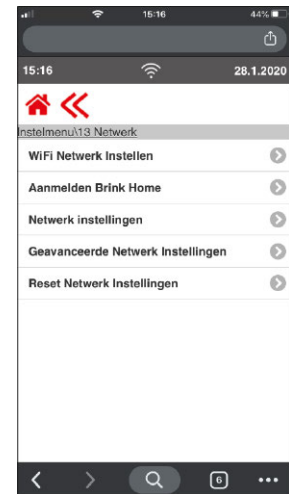 15:16
44%
15:16
28.1.2020
Instelmenu\13 Netwerk
WiFi Netwerk Instellen
Aanmelden Brink Home
Netwerk instellingen
Geavanceerde Netwerk Instellingen
Reset Netwerk Instellingen
6